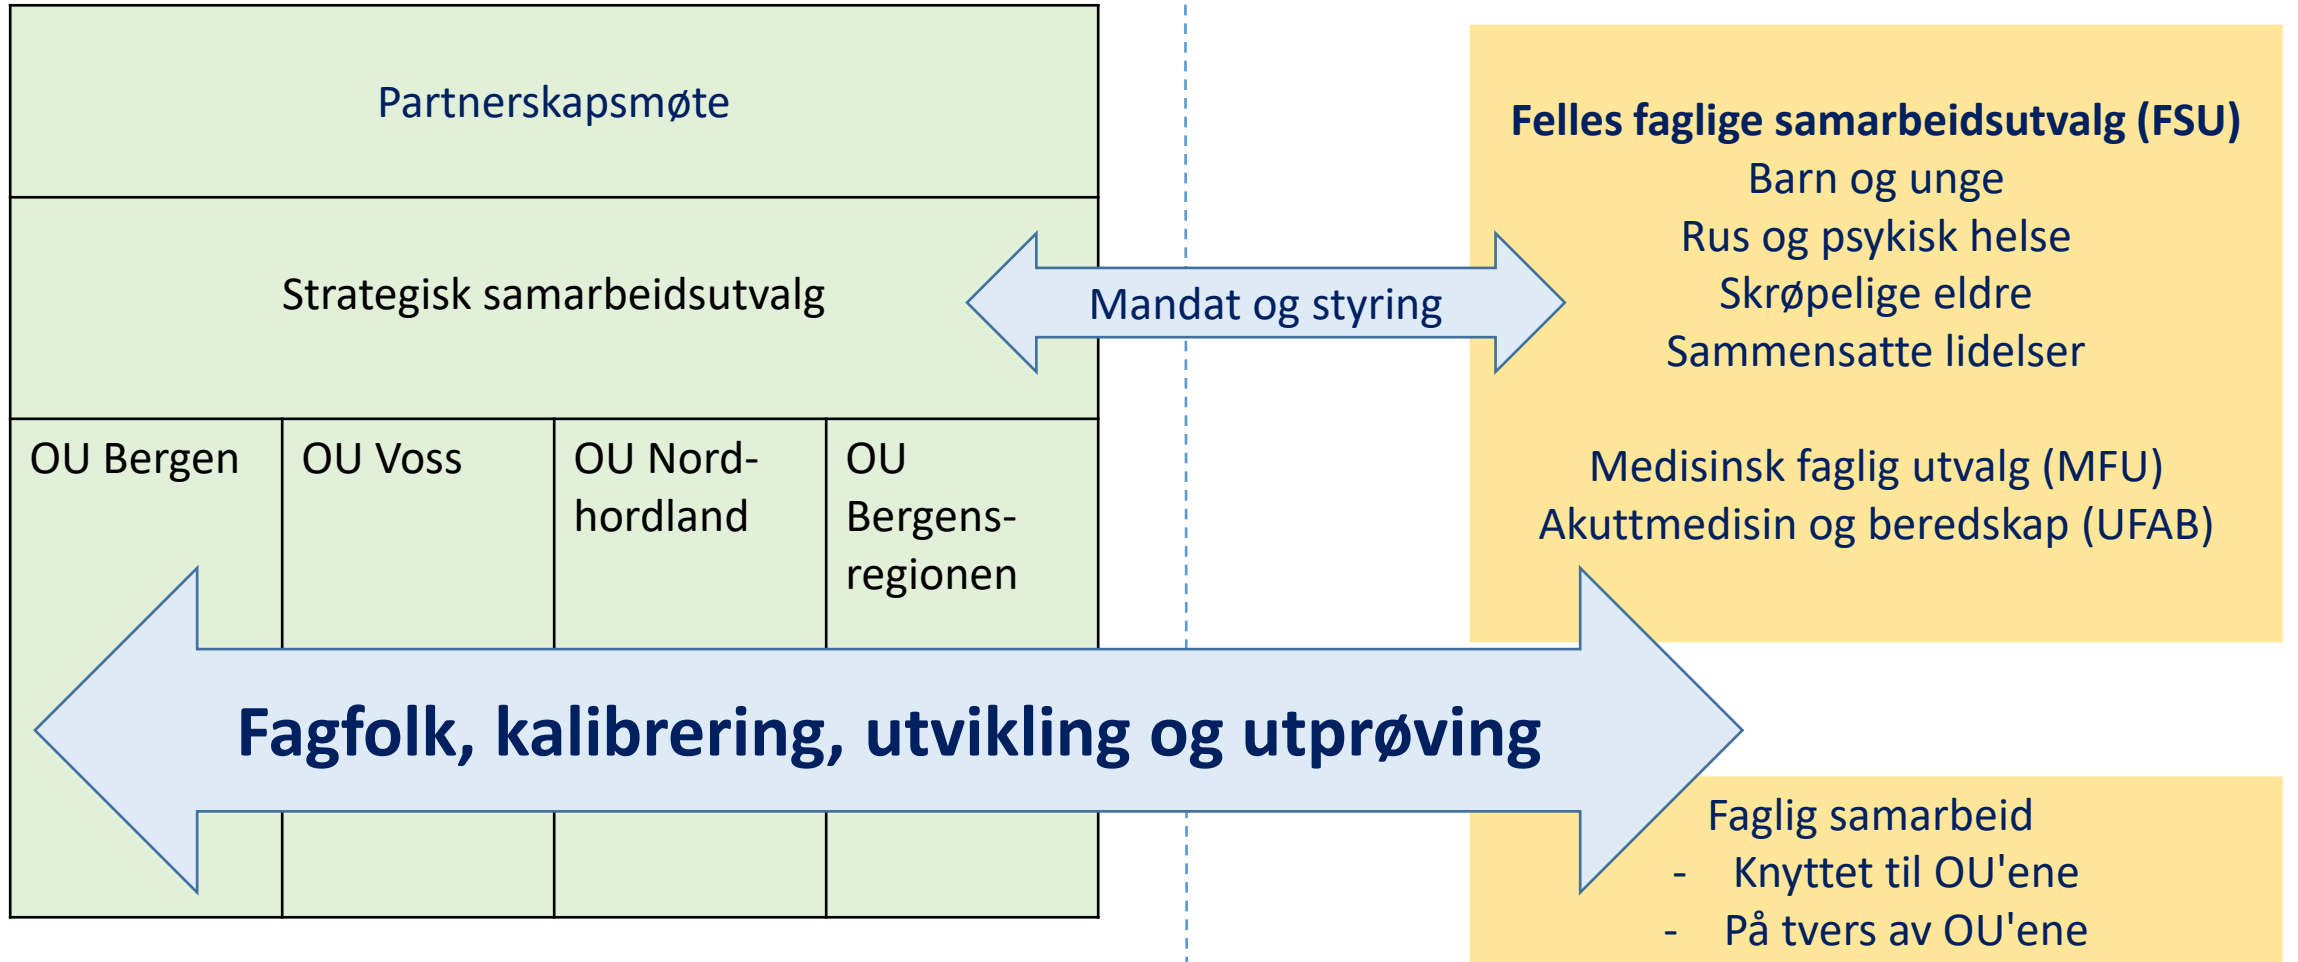 Partnerskapsmøte
Strategisk samarbeidsutvalg
Mandat og styring
OU Bergen
OU Voss
OU Nord-
hordland
OU
Bergens-
regionen
Fagfolk, kalibrering, utvikling og utprøving
Felles faglige samarbeidsutvalg (FSU)
Barn og unge
Rus og psykisk helse
Skrøpelige eldre
Sammensatte lidelser
Medisinsk faglig utvalg (MFU)
Akuttmedisin og beredskap (UFAB)
Faglig samarbeid
- Knyttet til OU'ene
- På tvers av OU'ene